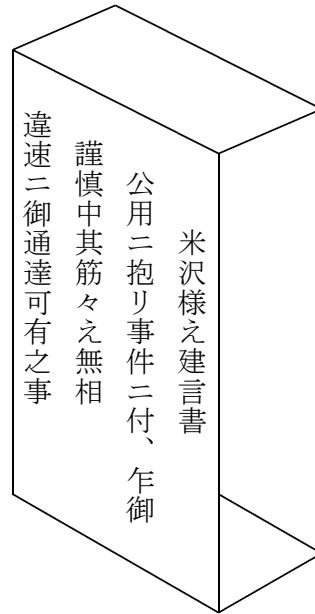 米沢様え建言書
公用ニ抱リ事件ニ付、乍御
謹慎中其筋々え無相
違速ニ御通達可有之事